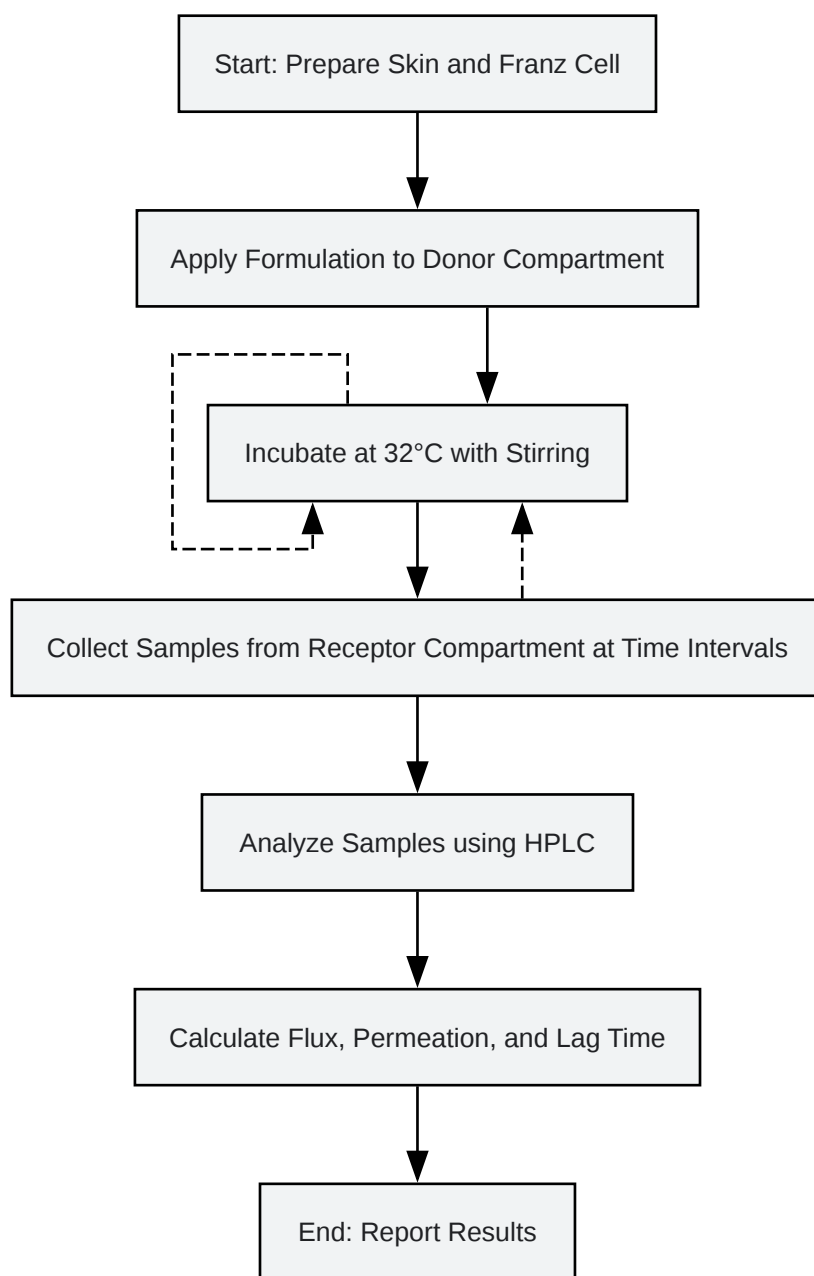 Start: Prepare Skin and Franz Cell
Apply Formulation to Donor Compartment
Incubate at 32°C with Stirring
Collect Samples from Receptor Compartment at Time Intervals
Analyze Samples using HPLC
Calculate Flux, Permeation, and Lag Time
End: Report Results